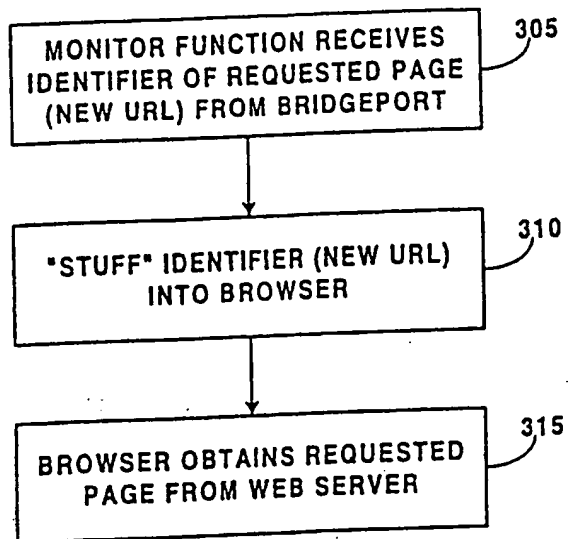 MONITOR FUNCTION RECEIVES
IDENTIFIER OF REQUESTED PAGE
(NEW URL) FROM BRIDGEPORT
305
"STUFF" IDENTIFIER (NEW URL)
INTO BROWSER
310
BROWSER OBTAINS REQUESTED
PAGE FROM WEB SERVER
315